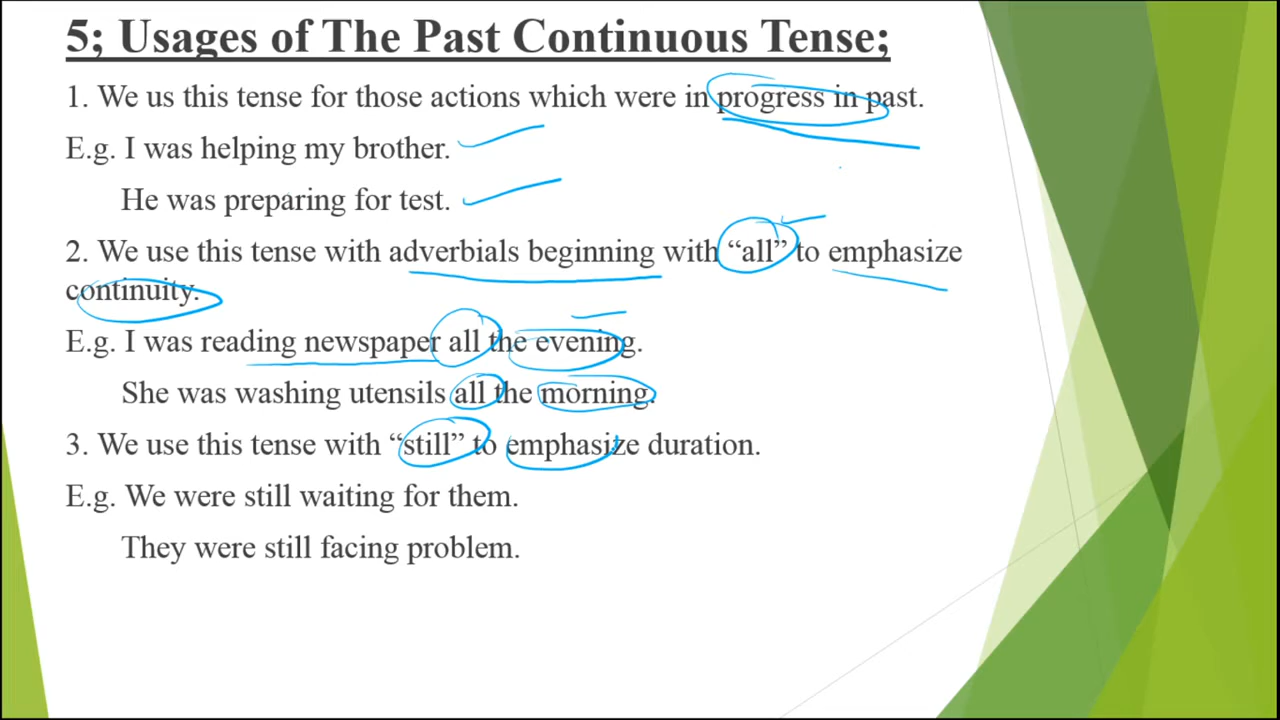 5; Usages of The Past Continuous Tense;
1. We us this tense for those actions which were in progress in past.
E.g. I was helping my brother.
He was preparing for test.
2. We use this tense with adverbials beginning with “all” to emphasize
continuity.
E.g. I was reading newspaper all the evening.
She was washing utensils all the morning.
3. We use this tense with “still” to emphasize duration.
E.g. We were still waiting for them.
They were still facing problem.